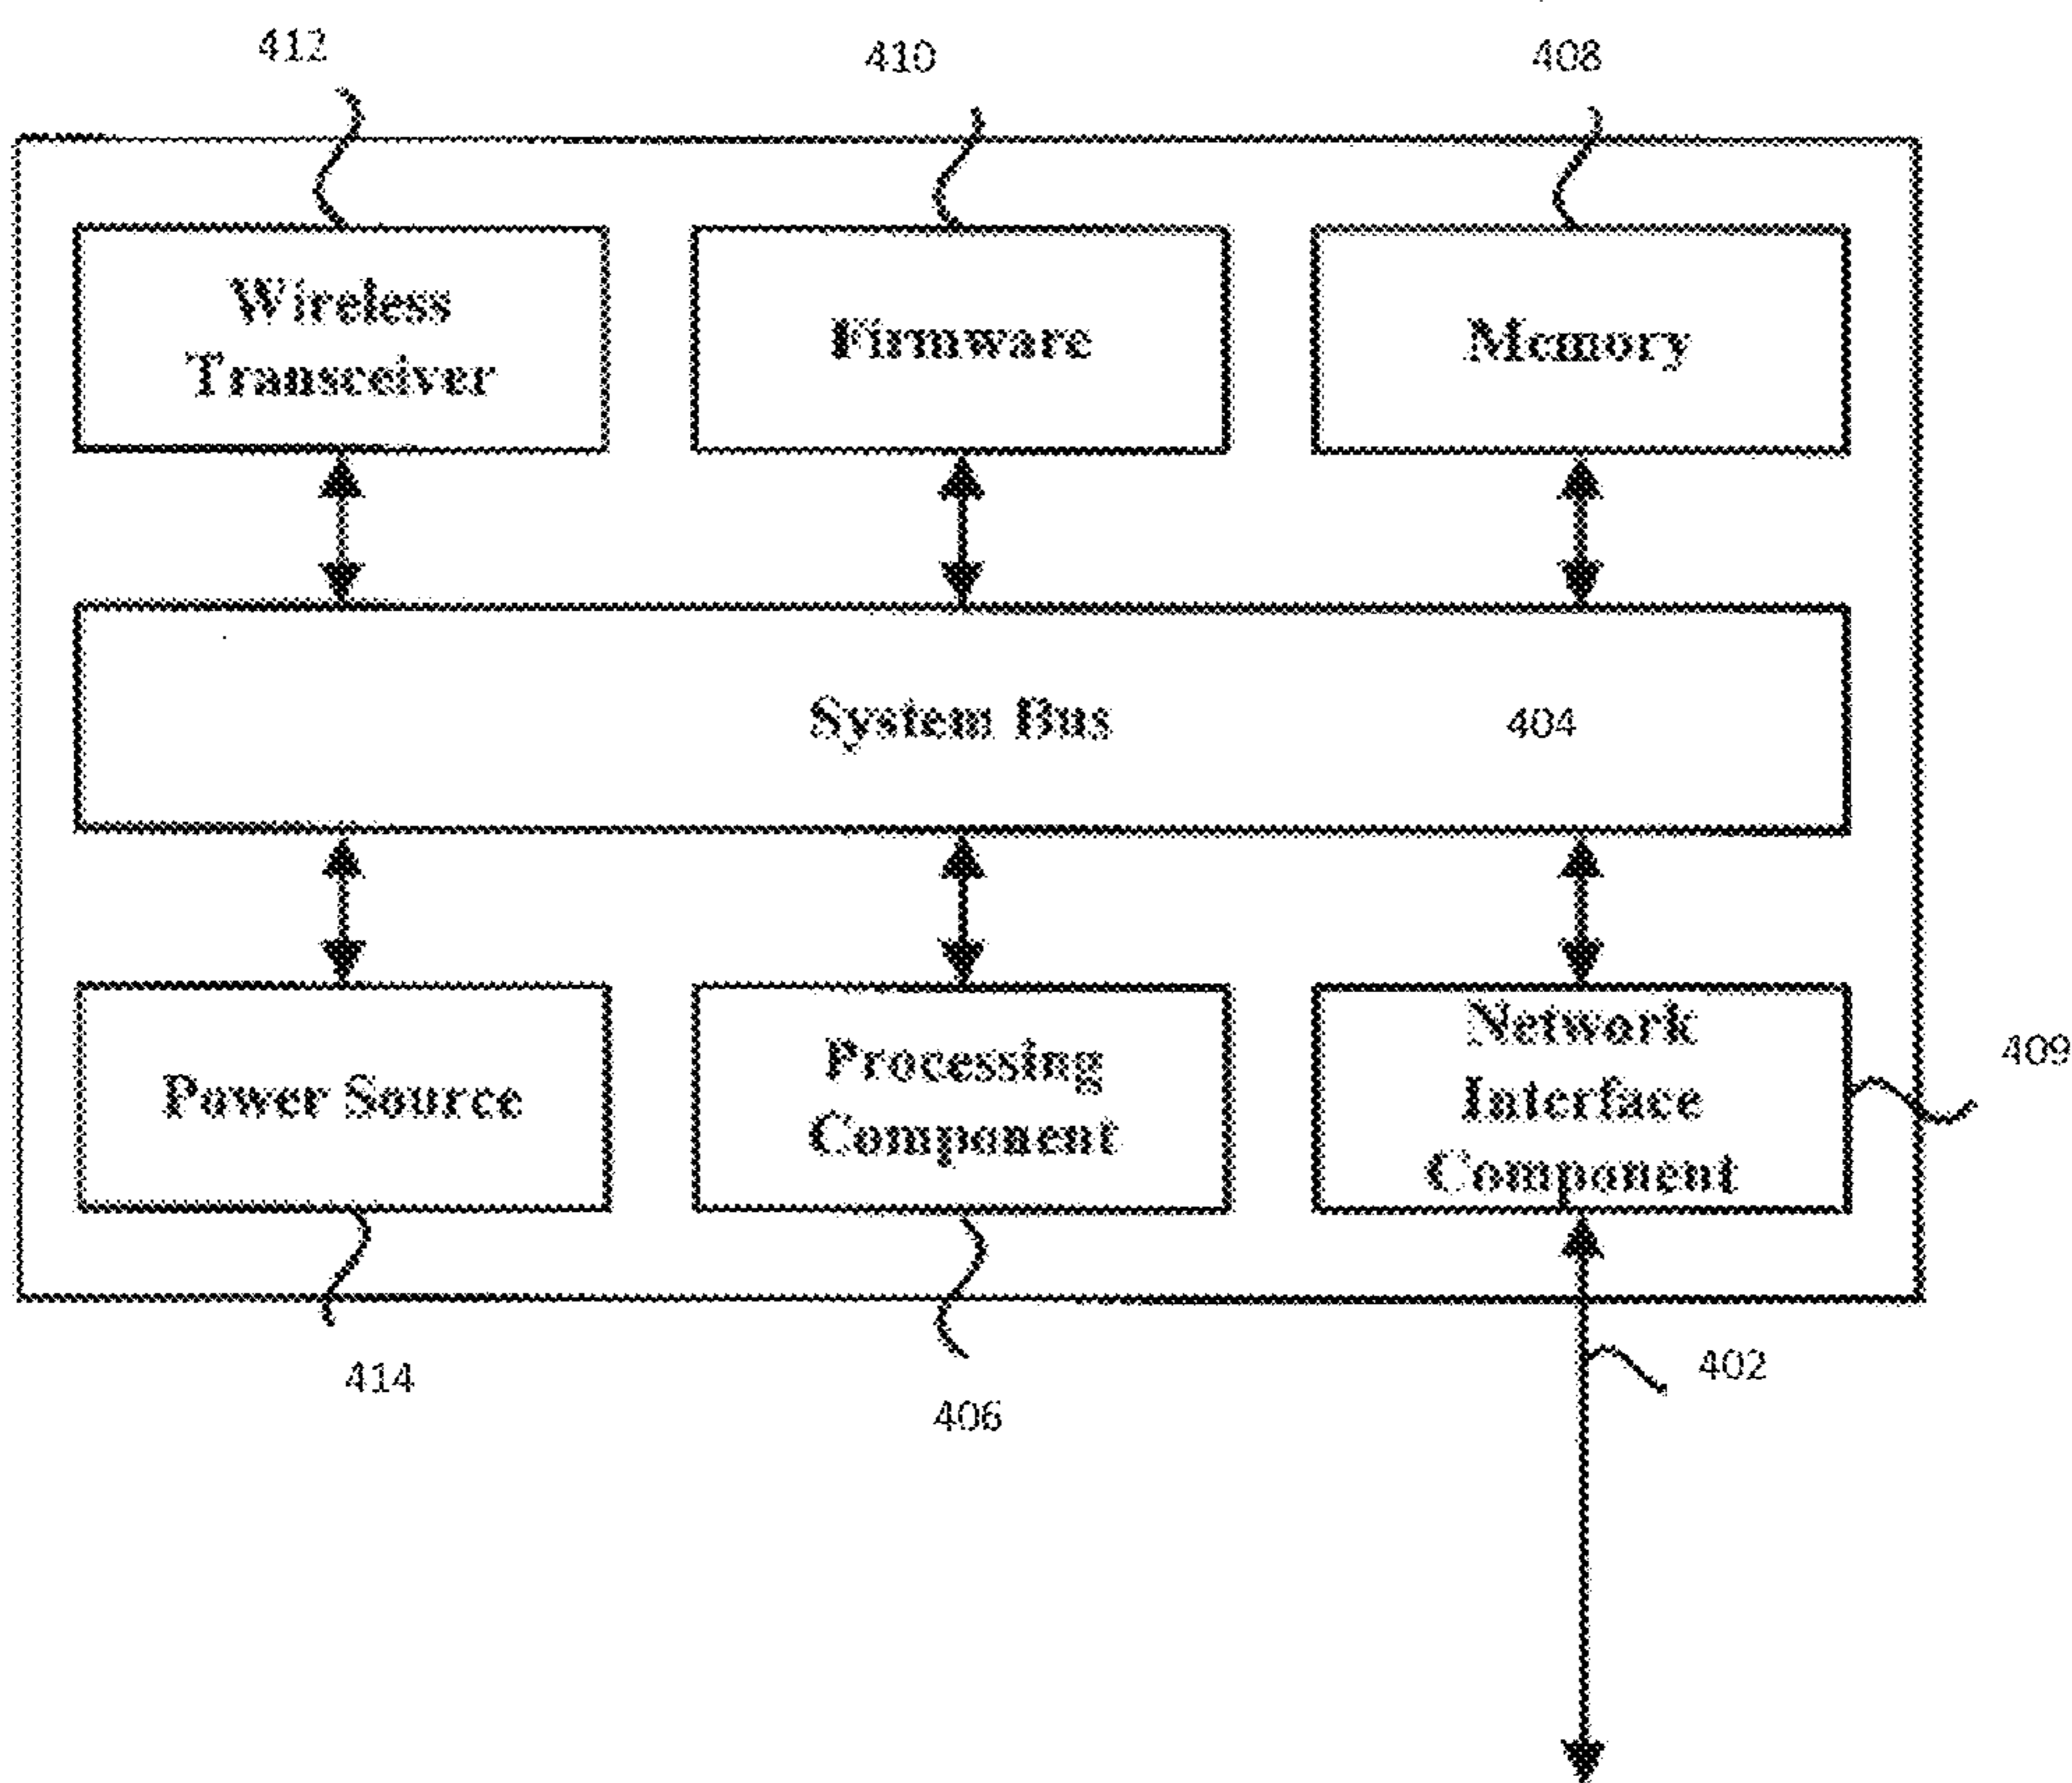 412
410
408
Wireless
Transceiver
Firmware
Memory
System Bus
404
Power Source
Processing
Component
Network
Interface
Component
409
414
406
402